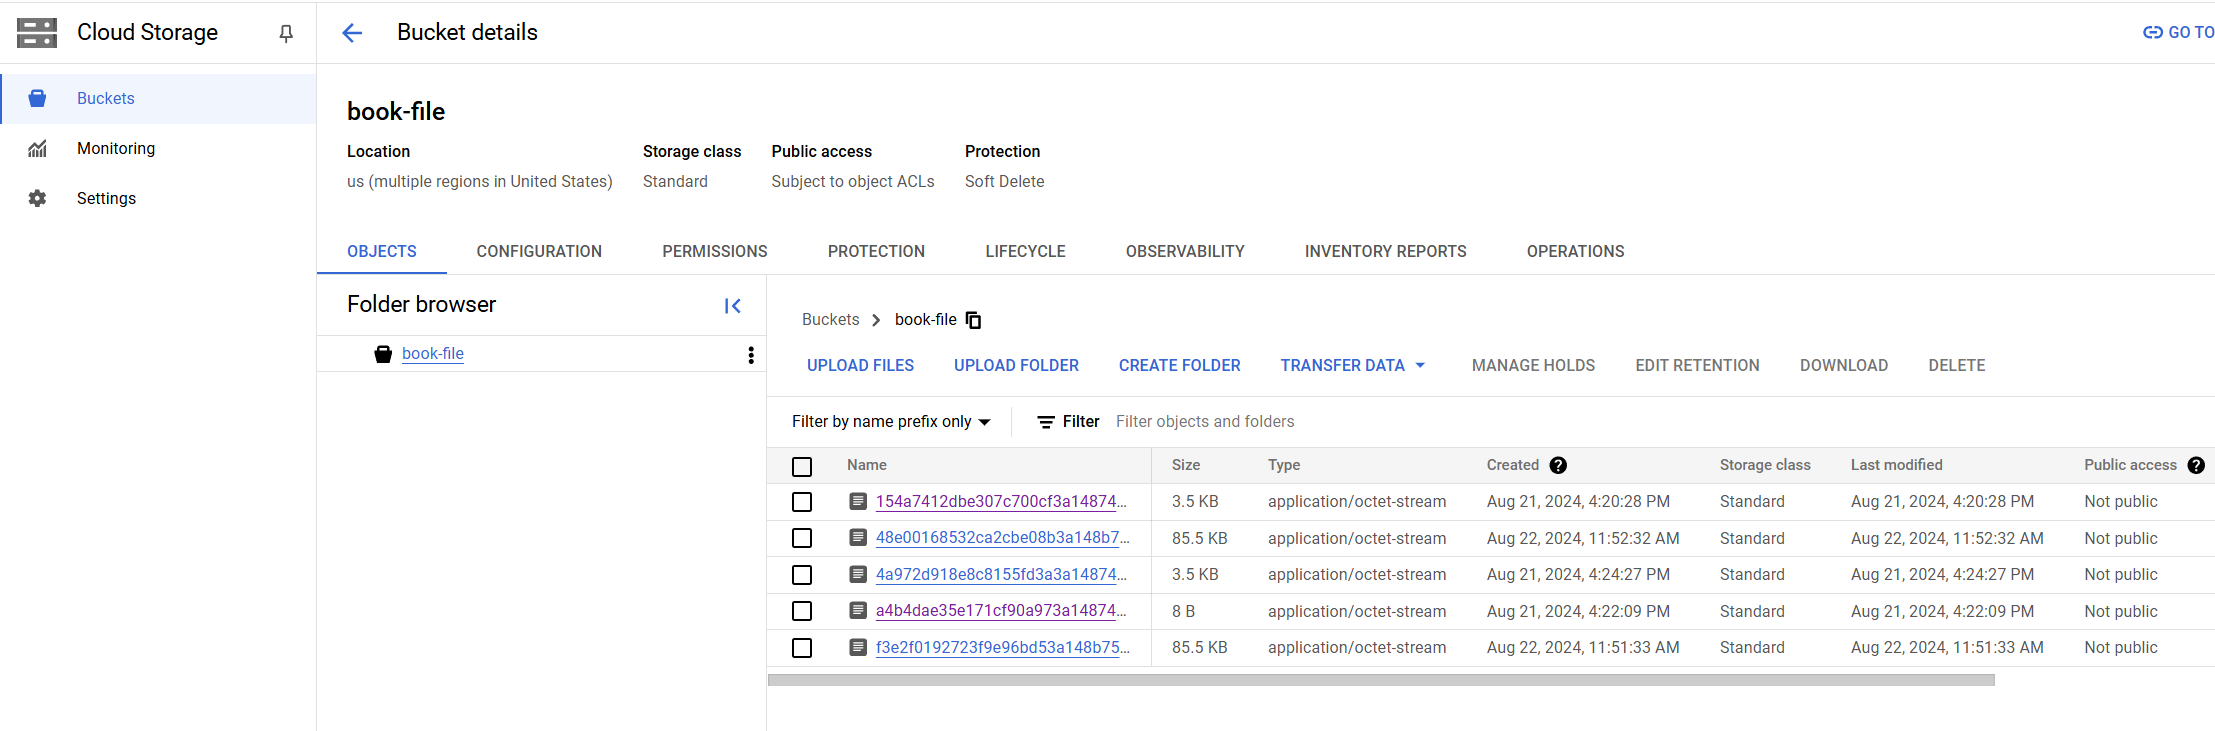 Cloud Storage
Bucket details
GO TO
Buckets
Monitoring
Settings
book-file
Location Storage class Public access Protection
us (multiple regions in United States) Standard Subject to object ACLs Soft Delete
OBJECTS CONFIGURATION PERMISSIONS PROTECTION LIFECYCLE OBSERVABILITY INVENTORY REPORTS OPERATIONS
Folder browser
book-file
Buckets book-file
UPLOAD FILES UPLOAD FOLDER CREATE FOLDER TRANSFER DATA MANAGE HOLDS EDIT RETENTION DOWNLOAD DELETE
Filter by name prefix only Filter Filter objects and folders
Name Size Type Created Storage class Last modified Public access
154a7412dbe307c700cf3a14874... 3.5 KB application/octet-stream Aug 21, 2024, 4:20:28 PM Standard Aug 21, 2024, 4:20:28 PM Not public
48e00168532ca2cbe08b3a148b7... 85.5 KB application/octet-stream Aug 22, 2024, 11:52:32 AM Standard Aug 22, 2024, 11:52:32 AM Not public
4a972d918e8c8155fd3a3a14874... 3.5 KB application/octet-stream Aug 21, 2024, 4:24:27 PM Standard Aug 21, 2024, 4:24:27 PM Not public
a4b4dae35e171cf90a973a14874... 8 B application/octet-stream Aug 21, 2024, 4:22:09 PM Standard Aug 21, 2024, 4:22:09 PM Not public
f3e2f0192723f9e96bd53a148b75... 85.5 KB application/octet-stream Aug 22, 2024, 11:51:33 AM Standard Aug 22, 2024, 11:51:33 AM Not public